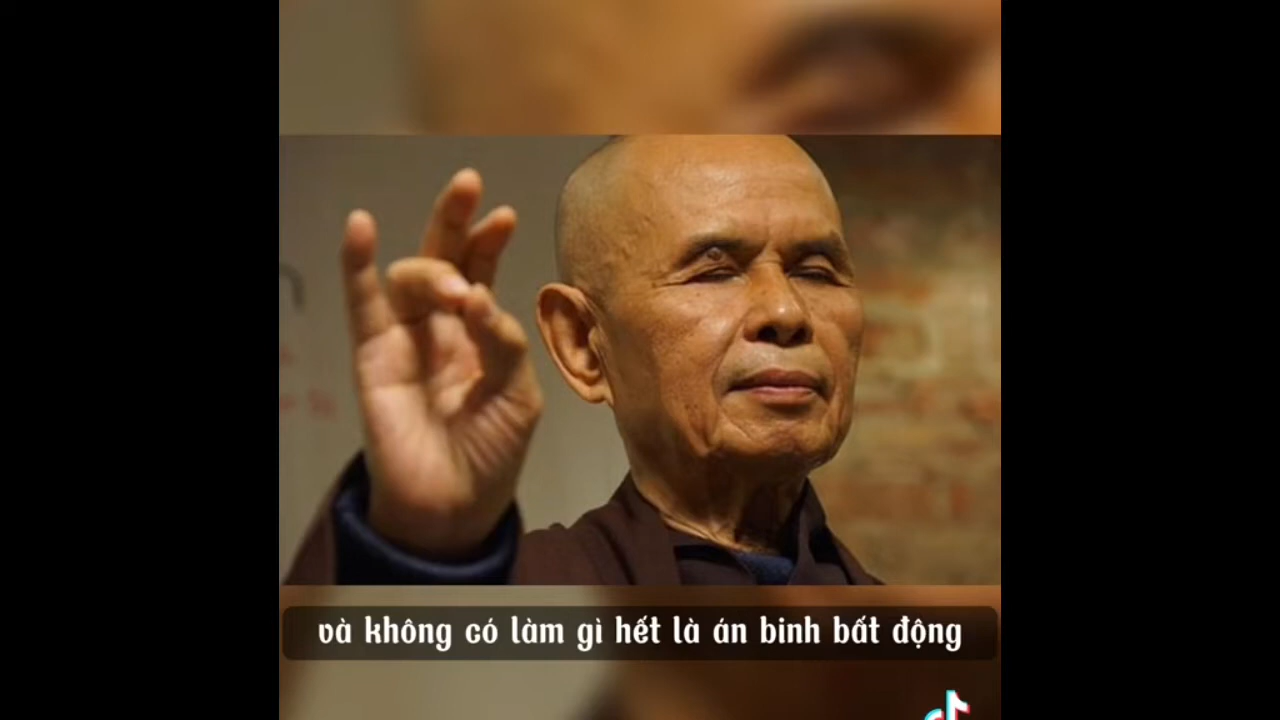 và không có làm gì hết là án binh bất động